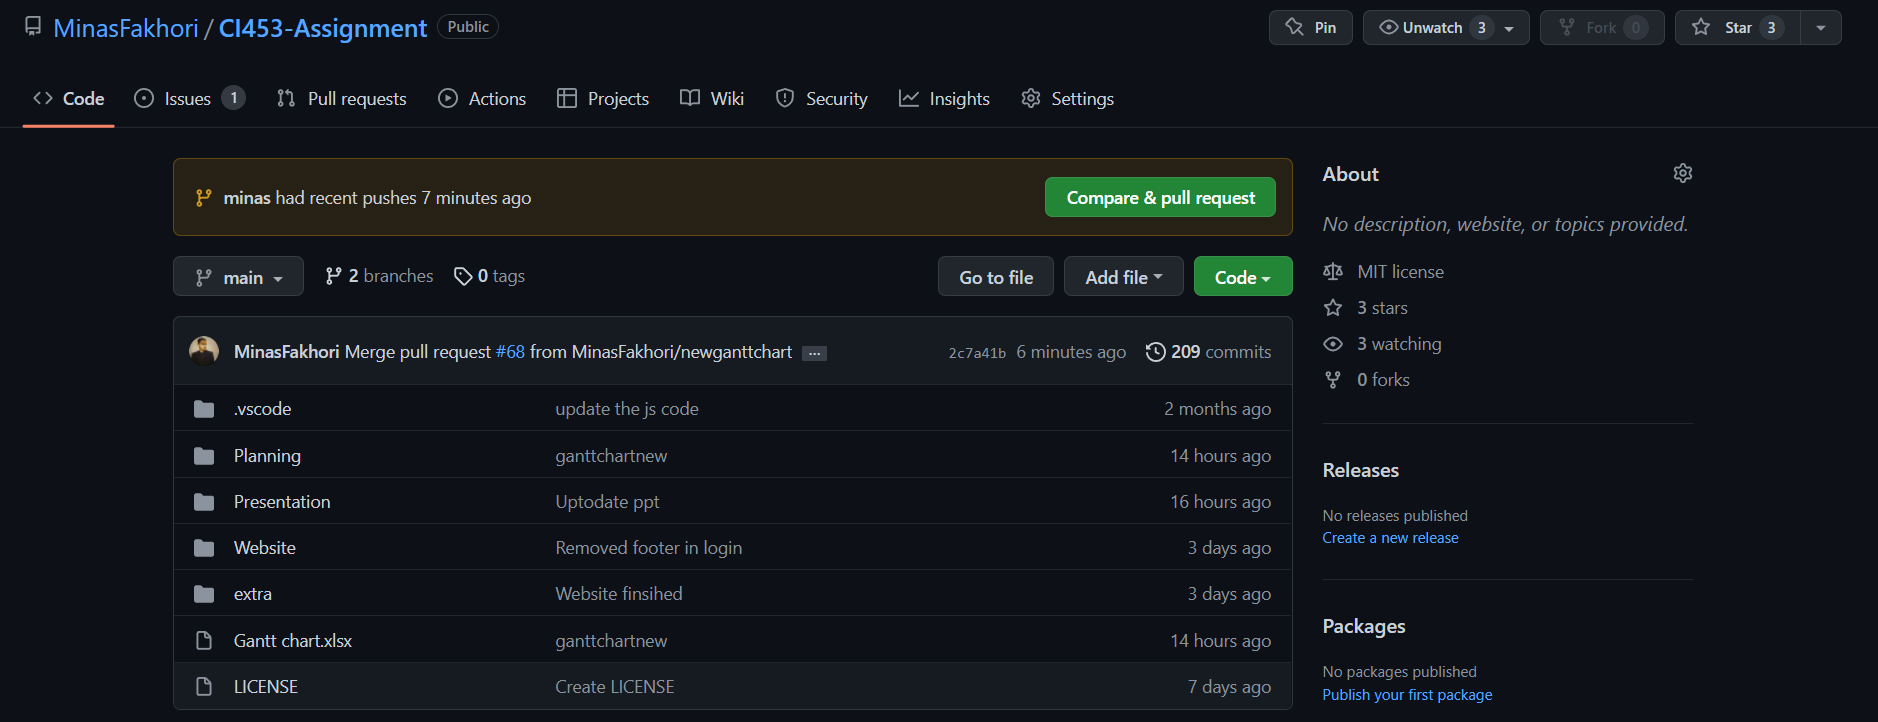 MinasFakhori / CI453-Assignment Public
Pin Unwatch 3 Fork 0 Star 3
Code Issues 1 Pull requests Actions Projects Wiki Security Insights Settings
minas had recent pushes 7 minutes ago Compare & pull request
main 2 branches 0 tags Go to file Add file Code
MinasFakhori Merge pull request #68 from MinasFakhori/newganttchart ... 2c7a41b 6 minutes ago 209 commits
.vscode update the js code 2 months ago
Planning ganttchartnew 14 hours ago
Presentation Uptodate ppt 16 hours ago
Website Removed footer in login 3 days ago
extra Website finsihed 3 days ago
Gantt chart.xlsx ganttchartnew 14 hours ago
LICENSE Create LICENSE 7 days ago
About
No description, website, or topics provided.
MIT license
3 stars
3 watching
0 forks
Releases
No releases published
Create a new release
Packages
No packages published
Publish your first package